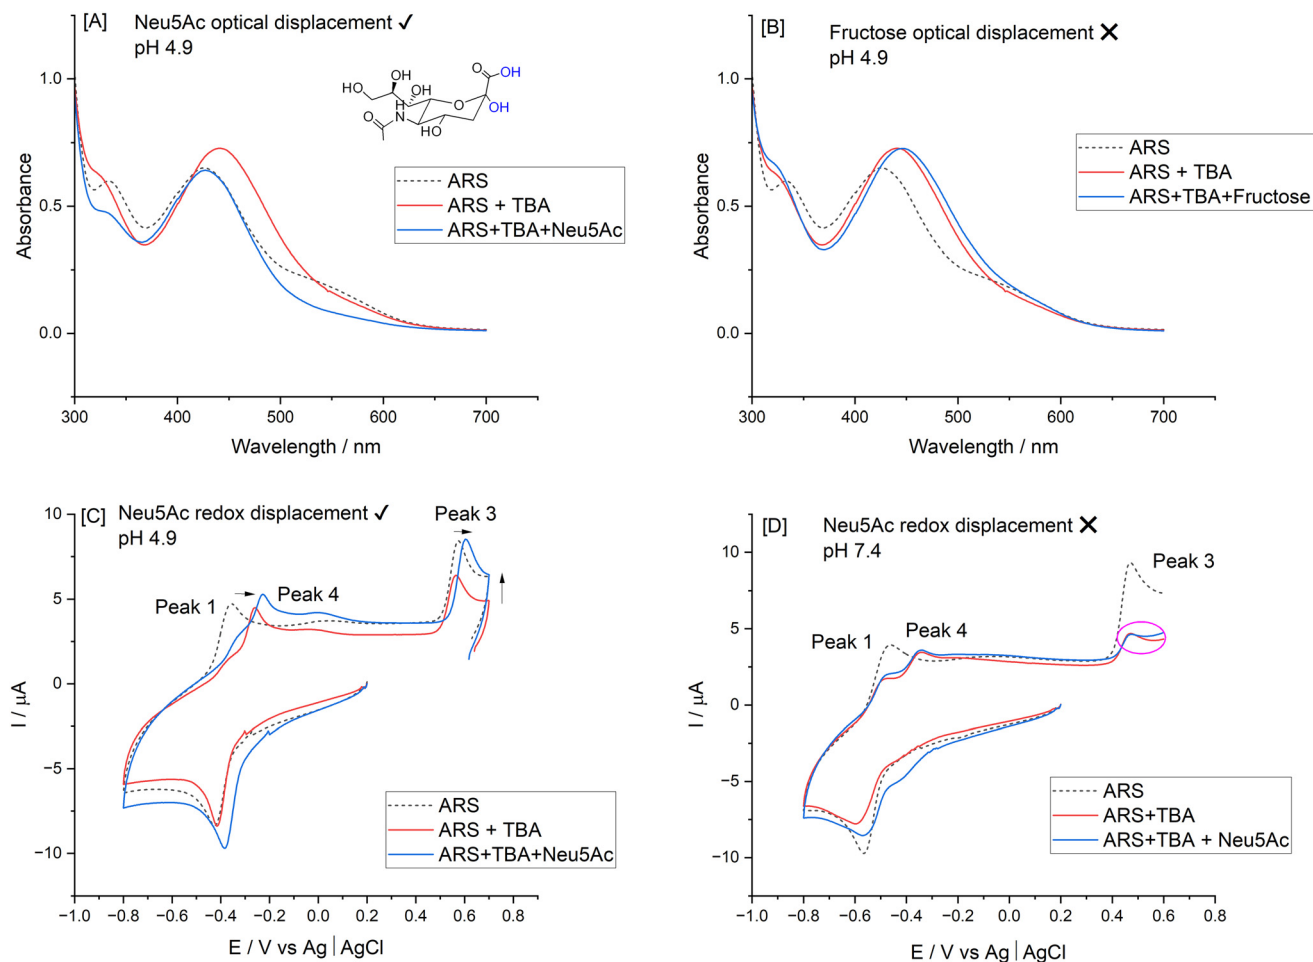 [A] Neu5Ac optical displacement ✓
pH 4.9
Absorbance
1.0
0.5
0.0
300 400 500 600 700
Wavelength / nm
HO
OH
OH
O
OH
O
OH
H
N
O
HO
ARS
ARS + TBA
ARS+TBA+Neu5Ac
[B] Fructose optical displacement ✕
pH 4.9
Absorbance
1.0
0.5
0.0
300 400 500 600 700
Wavelength / nm
ARS
ARS + TBA
ARS+TBA+Fructose
[C] Neu5Ac redox displacement ✓
pH 4.9
I / µA
10
5
0
−5
−10
−1.0 −0.8 −0.6 −0.4 −0.2 0.0 0.2 0.4 0.6 0.8
E / V vs Ag|AgCl
Peak 1
Peak 4
Peak 3
ARS
ARS + TBA
ARS+TBA+Neu5Ac
[D] Neu5Ac redox displacement ✕
pH 7.4
I / µA
10
5
0
−5
−10
−1.0 −0.8 −0.6 −0.4 −0.2 0.0 0.2 0.4 0.6 0.8
E / V vs Ag|AgCl
Peak 1
Peak 4
Peak 3
ARS
ARS+TBA
ARS+TBA + Neu5Ac